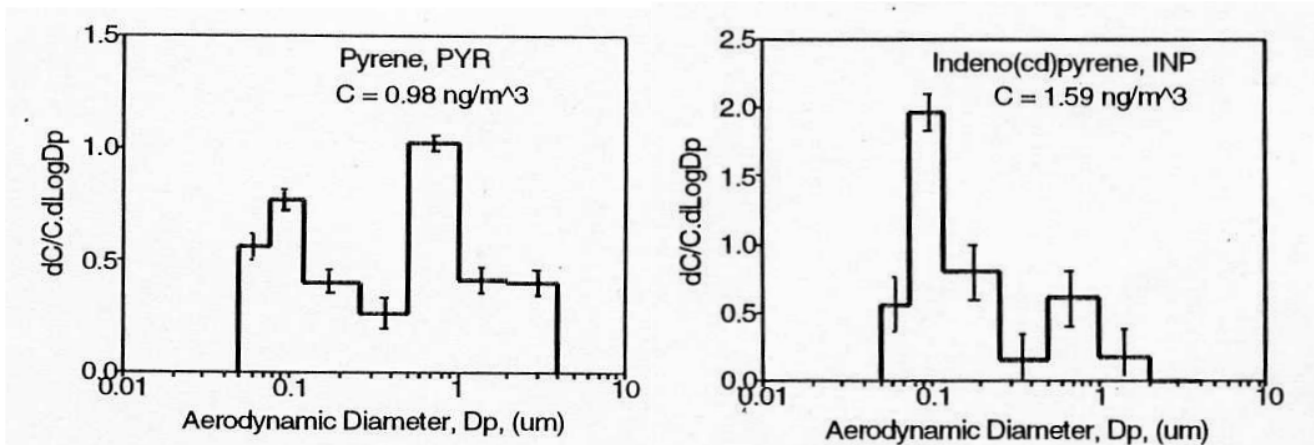 1.5
Pyrene, PYR
C = 0.98 ng/m^3
1.0
0.5
0.0
dC/C.dLogDp
0.01
0.1
1
10
Aerodynamic Diameter, Dp, (um)
2.5
Indeno(cd)pyrene, INP
C = 1.59 ng/m^3
2.0
1.5
1.0
0.5
0.0
dC/C.dLogDp
0.01
0.1
1
10
Aerodynamic Diameter, Dp, (um)